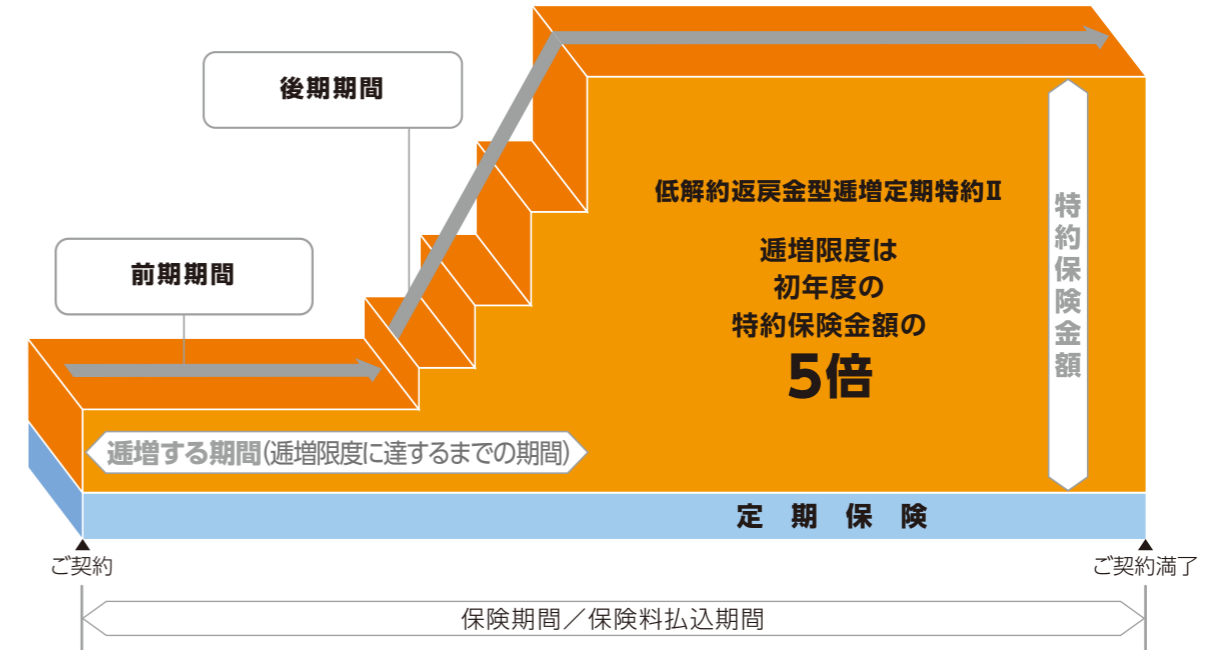 後期期間
前期期間
低解約返戻金型逓増定期特約Ⅱ
逓増限度は
初年度の
特約保険金額の
5倍
特約保険金額
逓増する期間(逓増限度に達するまでの期間)
定期保険
ご契約
ご契約満了
保険期間／保険料払込期間